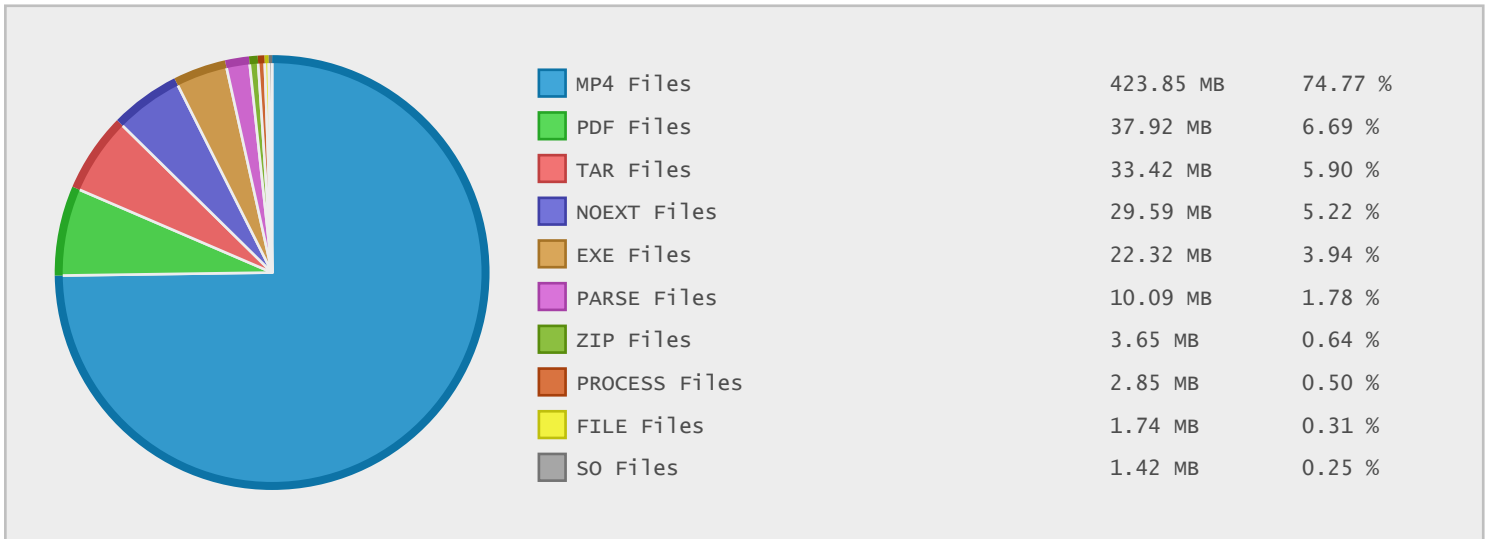 MP4 Files 423.85 MB 74.77 %
PDF Files 37.92 MB 6.69 %
TAR Files 33.42 MB 5.90 %
NOEXT Files 29.59 MB 5.22 %
EXE Files 22.32 MB 3.94 %
PARSE Files 10.09 MB 1.78 %
ZIP Files 3.65 MB 0.64 %
PROCESS Files 2.85 MB 0.50 %
FILE Files 1.74 MB 0.31 %
SO Files 1.42 MB 0.25 %